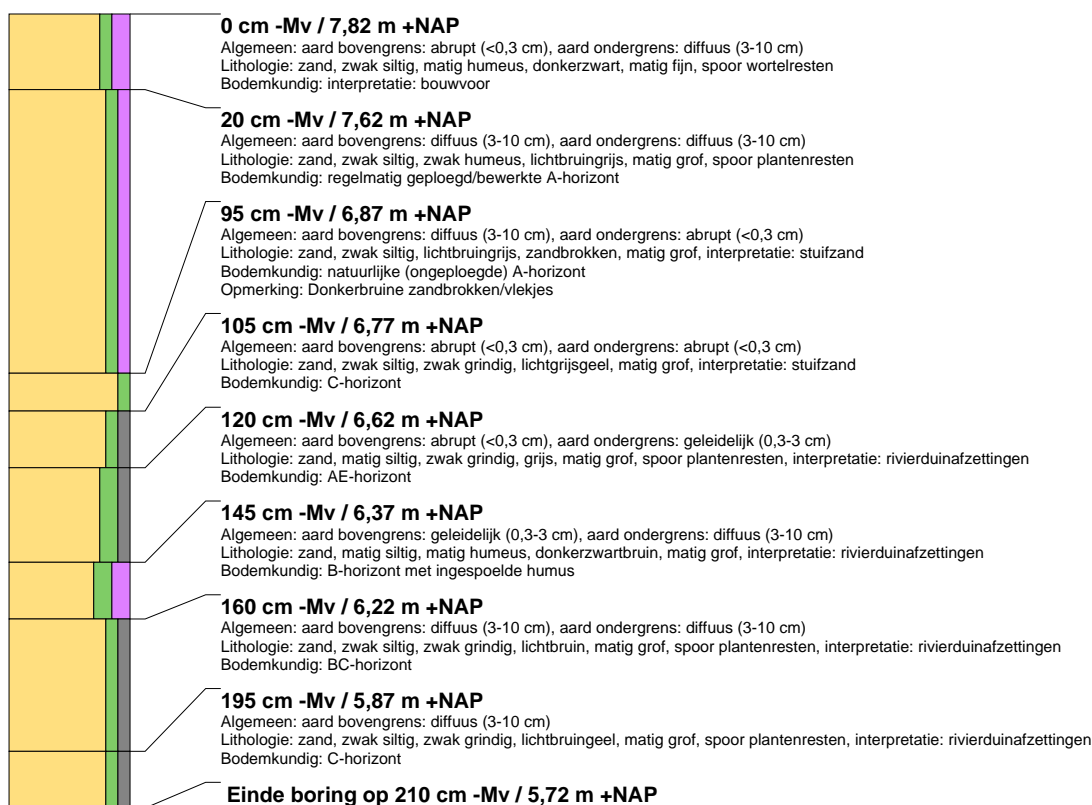 0 cm -Mv / 7,82 m +NAP
Algemeen: aard bovengrens: abrupt (<0,3 cm), aard ondergrens: diffuus (3-10 cm)
Lithologie: zand, zwak siltig, matig humeus, donkerzwart, matig fijn, spoor wortelresten
Bodemkundig: interpretatie: bouwvoor
20 cm -Mv / 7,62 m +NAP
Algemeen: aard bovengrens: diffuus (3-10 cm), aard ondergrens: diffuus (3-10 cm)
Lithologie: zand, zwak siltig, zwak humeus, lichtbruingrijs, matig grof, spoor plantenresten
Bodemkundig: regelmatig geploegd/bewerkte A-horizont
95 cm -Mv / 6,87 m +NAP
Algemeen: aard bovengrens: diffuus (3-10 cm), aard ondergrens: abrupt (<0,3 cm)
Lithologie: zand, zwak siltig, lichtbruingrijs, zandbrokken, matig grof, interpretatie: stuifzand
Bodemkundig: natuurlijke (ongeploegde) A-horizont
Opmerking: Donkerbruine zandbrokken/vlekjes
105 cm -Mv / 6,77 m +NAP
Algemeen: aard bovengrens: abrupt (<0,3 cm), aard ondergrens: abrupt (<0,3 cm)
Lithologie: zand, zwak siltig, zwak grindig, lichtgrijsgeel, matig grof, interpretatie: stuifzand
Bodemkundig: C-horizont
120 cm -Mv / 6,62 m +NAP
Algemeen: aard bovengrens: abrupt (<0,3 cm), aard ondergrens: geleidelijk (0,3-3 cm)
Lithologie: zand, matig siltig, zwak grindig, grijs, matig grof, spoor plantenresten, interpretatie: rivierduinafzettingen
Bodemkundig: AE-horizont
145 cm -Mv / 6,37 m +NAP
Algemeen: aard bovengrens: geleidelijk (0,3-3 cm), aard ondergrens: diffuus (3-10 cm)
Lithologie: zand, matig siltig, matig humeus, donkerzwartbruin, matig grof, interpretatie: rivierduinafzettingen
Bodemkundig: B-horizont met ingespoelde humus
160 cm -Mv / 6,22 m +NAP
Algemeen: aard bovengrens: diffuus (3-10 cm), aard ondergrens: diffuus (3-10 cm)
Lithologie: zand, zwak siltig, zwak grindig, lichtbruin, matig grof, spoor plantenresten, interpretatie: rivierduinafzettingen
Bodemkundig: BC-horizont
195 cm -Mv / 5,87 m +NAP
Algemeen: aard bovengrens: diffuus (3-10 cm)
Lithologie: zand, zwak siltig, zwak grindig, lichtbruingeel, matig grof, spoor plantenresten, interpretatie: rivierduinafzettingen
Bodemkundig: C-horizont
Einde boring op 210 cm -Mv / 5,72 m +NAP